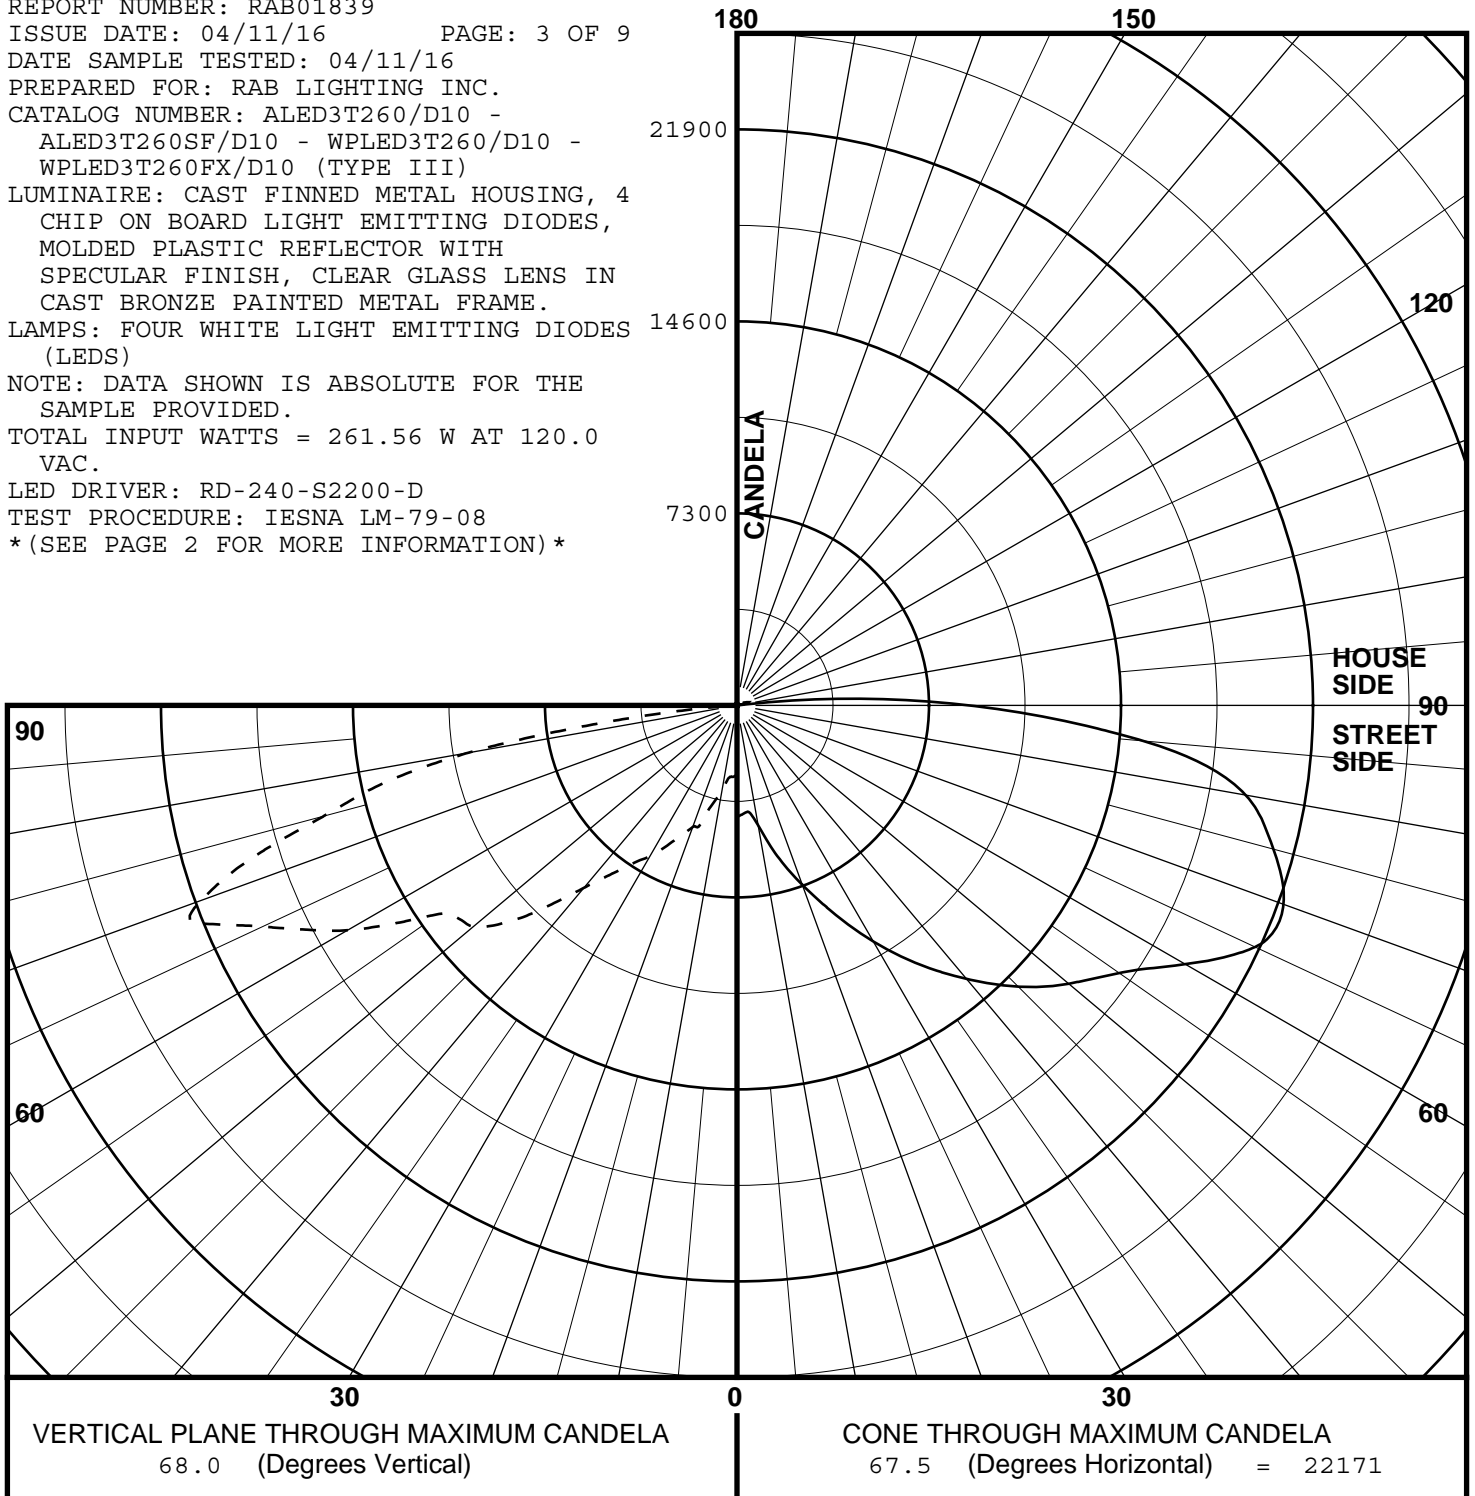 REPORT NUMBER: RAB01839
ISSUE DATE: 04/11/16 PAGE: 3 OF 9
DATE SAMPLE TESTED: 04/11/16
PREPARED FOR: RAB LIGHTING INC.
CATALOG NUMBER: ALED3T260/D10 -
ALED3T260SF/D10 - WPLED3T260/D10 -
WPLED3T260FX/D10 (TYPE III)
LUMINAIRE: CAST FINNED METAL HOUSING, 4
CHIP ON BOARD LIGHT EMITTING DIODES,
MOLDED PLASTIC REFLECTOR WITH
SPECULAR FINISH, CLEAR GLASS LENS IN
CAST BRONZE PAINTED METAL FRAME.
LAMPS: FOUR WHITE LIGHT EMITTING DIODES
(LEDS)
NOTE: DATA SHOWN IS ABSOLUTE FOR THE
SAMPLE PROVIDED.
TOTAL INPUT WATTS = 261.56 W AT 120.0
VAC.
LED DRIVER: RD-240-S2200-D
TEST PROCEDURE: IESNA LM-79-08
*(SEE PAGE 2 FOR MORE INFORMATION)*
180
150
21900
120
14600
CANDELA
7300
HOUSE
SIDE
90
90
STREET
SIDE
60
60
30
0
30
VERTICAL PLANE THROUGH MAXIMUM CANDELA
68.0 (Degrees Vertical)
CONE THROUGH MAXIMUM CANDELA
67.5 (Degrees Horizontal) = 22171